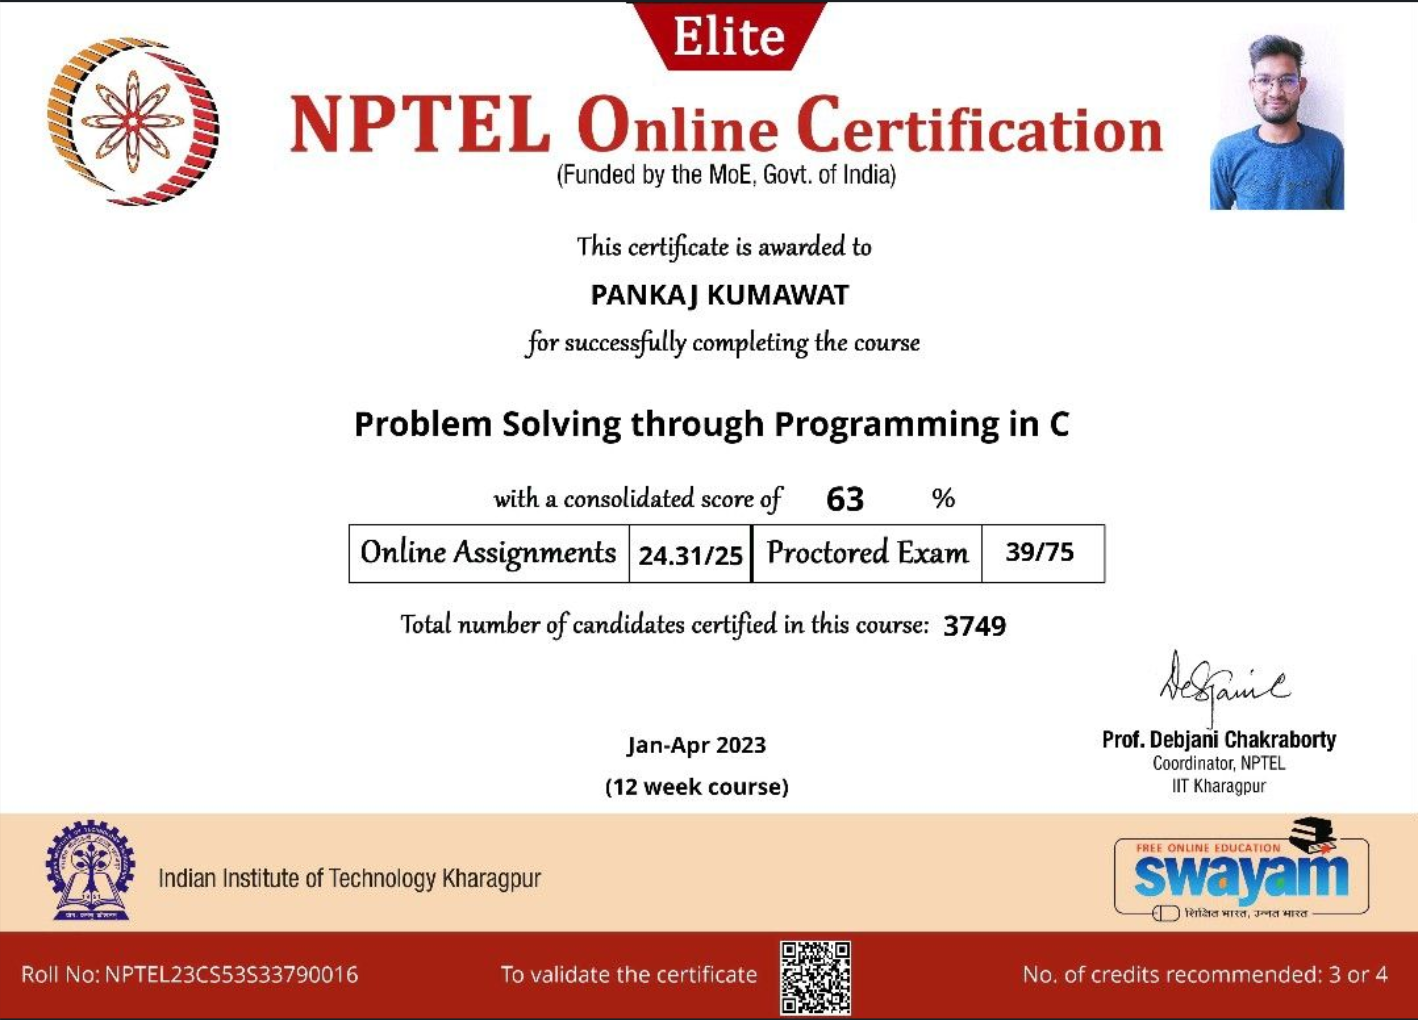 Elite
NPTEL Online Certification
(Funded by the MoE, Govt. of India)
This certificate is awarded to
PANKAJ KUMAWAT
for successfully completing the course
Problem Solving through Programming in C
with a consolidated score of 63 %
Online Assignments 24.31/25 Proctored Exam 39/75
Total number of candidates certified in this course: 3749
Jan-Apr 2023
(12 week course)
Prof. Debjani Chakraborty
Coordinator, NPTEL
IIT Kharagpur
Indian Institute of Technology Kharagpur
FREE ONLINE EDUCATION
swayam
शिक्षित भारत, उन्नत भारत
Roll No: NPTEL23CS53S33790016
To validate the certificate
No. of credits recommended: 3 or 4